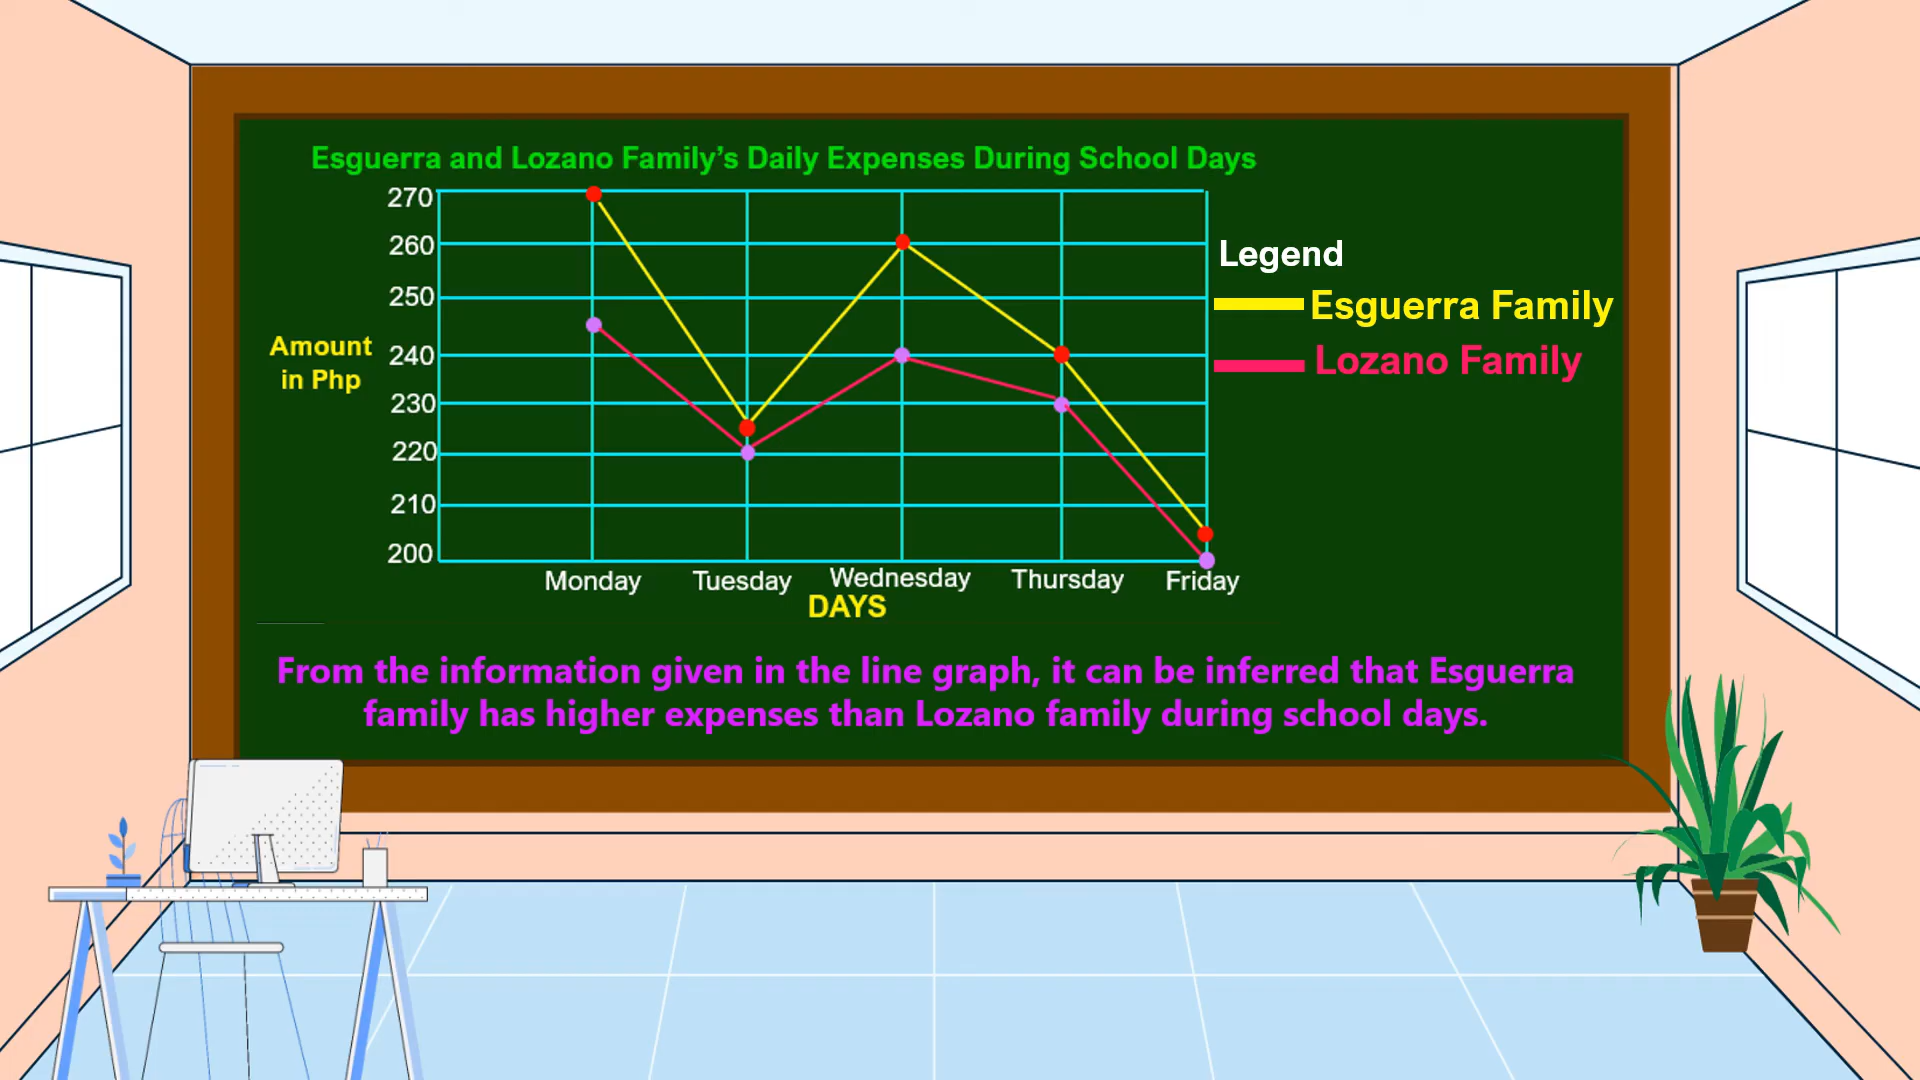 Esguerra and Lozano Family’s Daily Expenses During School Days
270
260
250
240
230
220
210
200
Amount
in Php
Monday Tuesday Wednesday Thursday Friday
DAYS
Legend
Esguerra Family
Lozano Family
From the information given in the line graph, it can be inferred that Esguerra
family has higher expenses than Lozano family during school days.